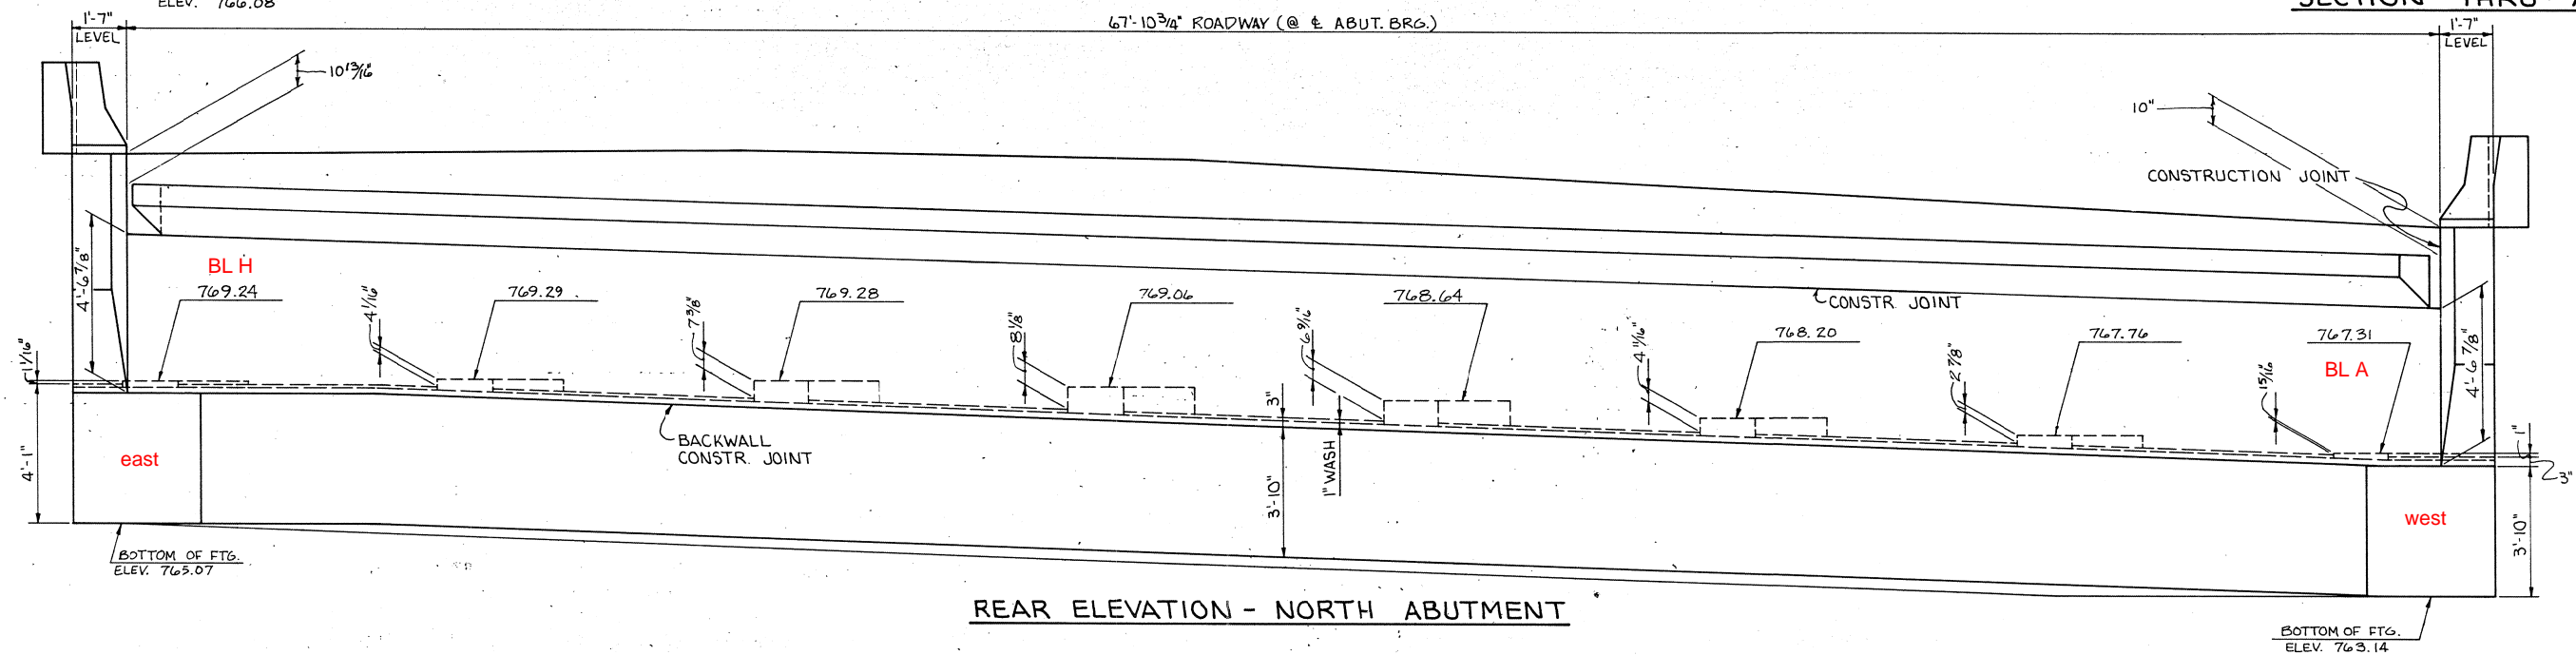 ELEV. 766.08
SECTION THRU A
1'-7"
LEVEL
67'-10 3/4" ROADWAY (@ ℄ ABUT. BRG.)
1'-7"
LEVEL
10 13/16"
10"
CONSTRUCTION JOINT
4'-6 7/8"
BL H
769.24
4 1/16"
769.29
7 3/8"
769.28
8 1/8"
769.06
6 9/16"
768.64
CONSTR. JOINT
4 11/16"
768.20
2 7/8"
767.76
15/16"
767.31
BL A
4'-6 7/8"
1 1/16"
4'-1"
east
BACKWALL
CONSTR. JOINT
3"
3'-10"
1" WASH
1"
3"
west
3'-10"
BOTTOM OF FTG.
ELEV. 765.07
REAR ELEVATION - NORTH ABUTMENT
BOTTOM OF FTG.
ELEV. 763.14